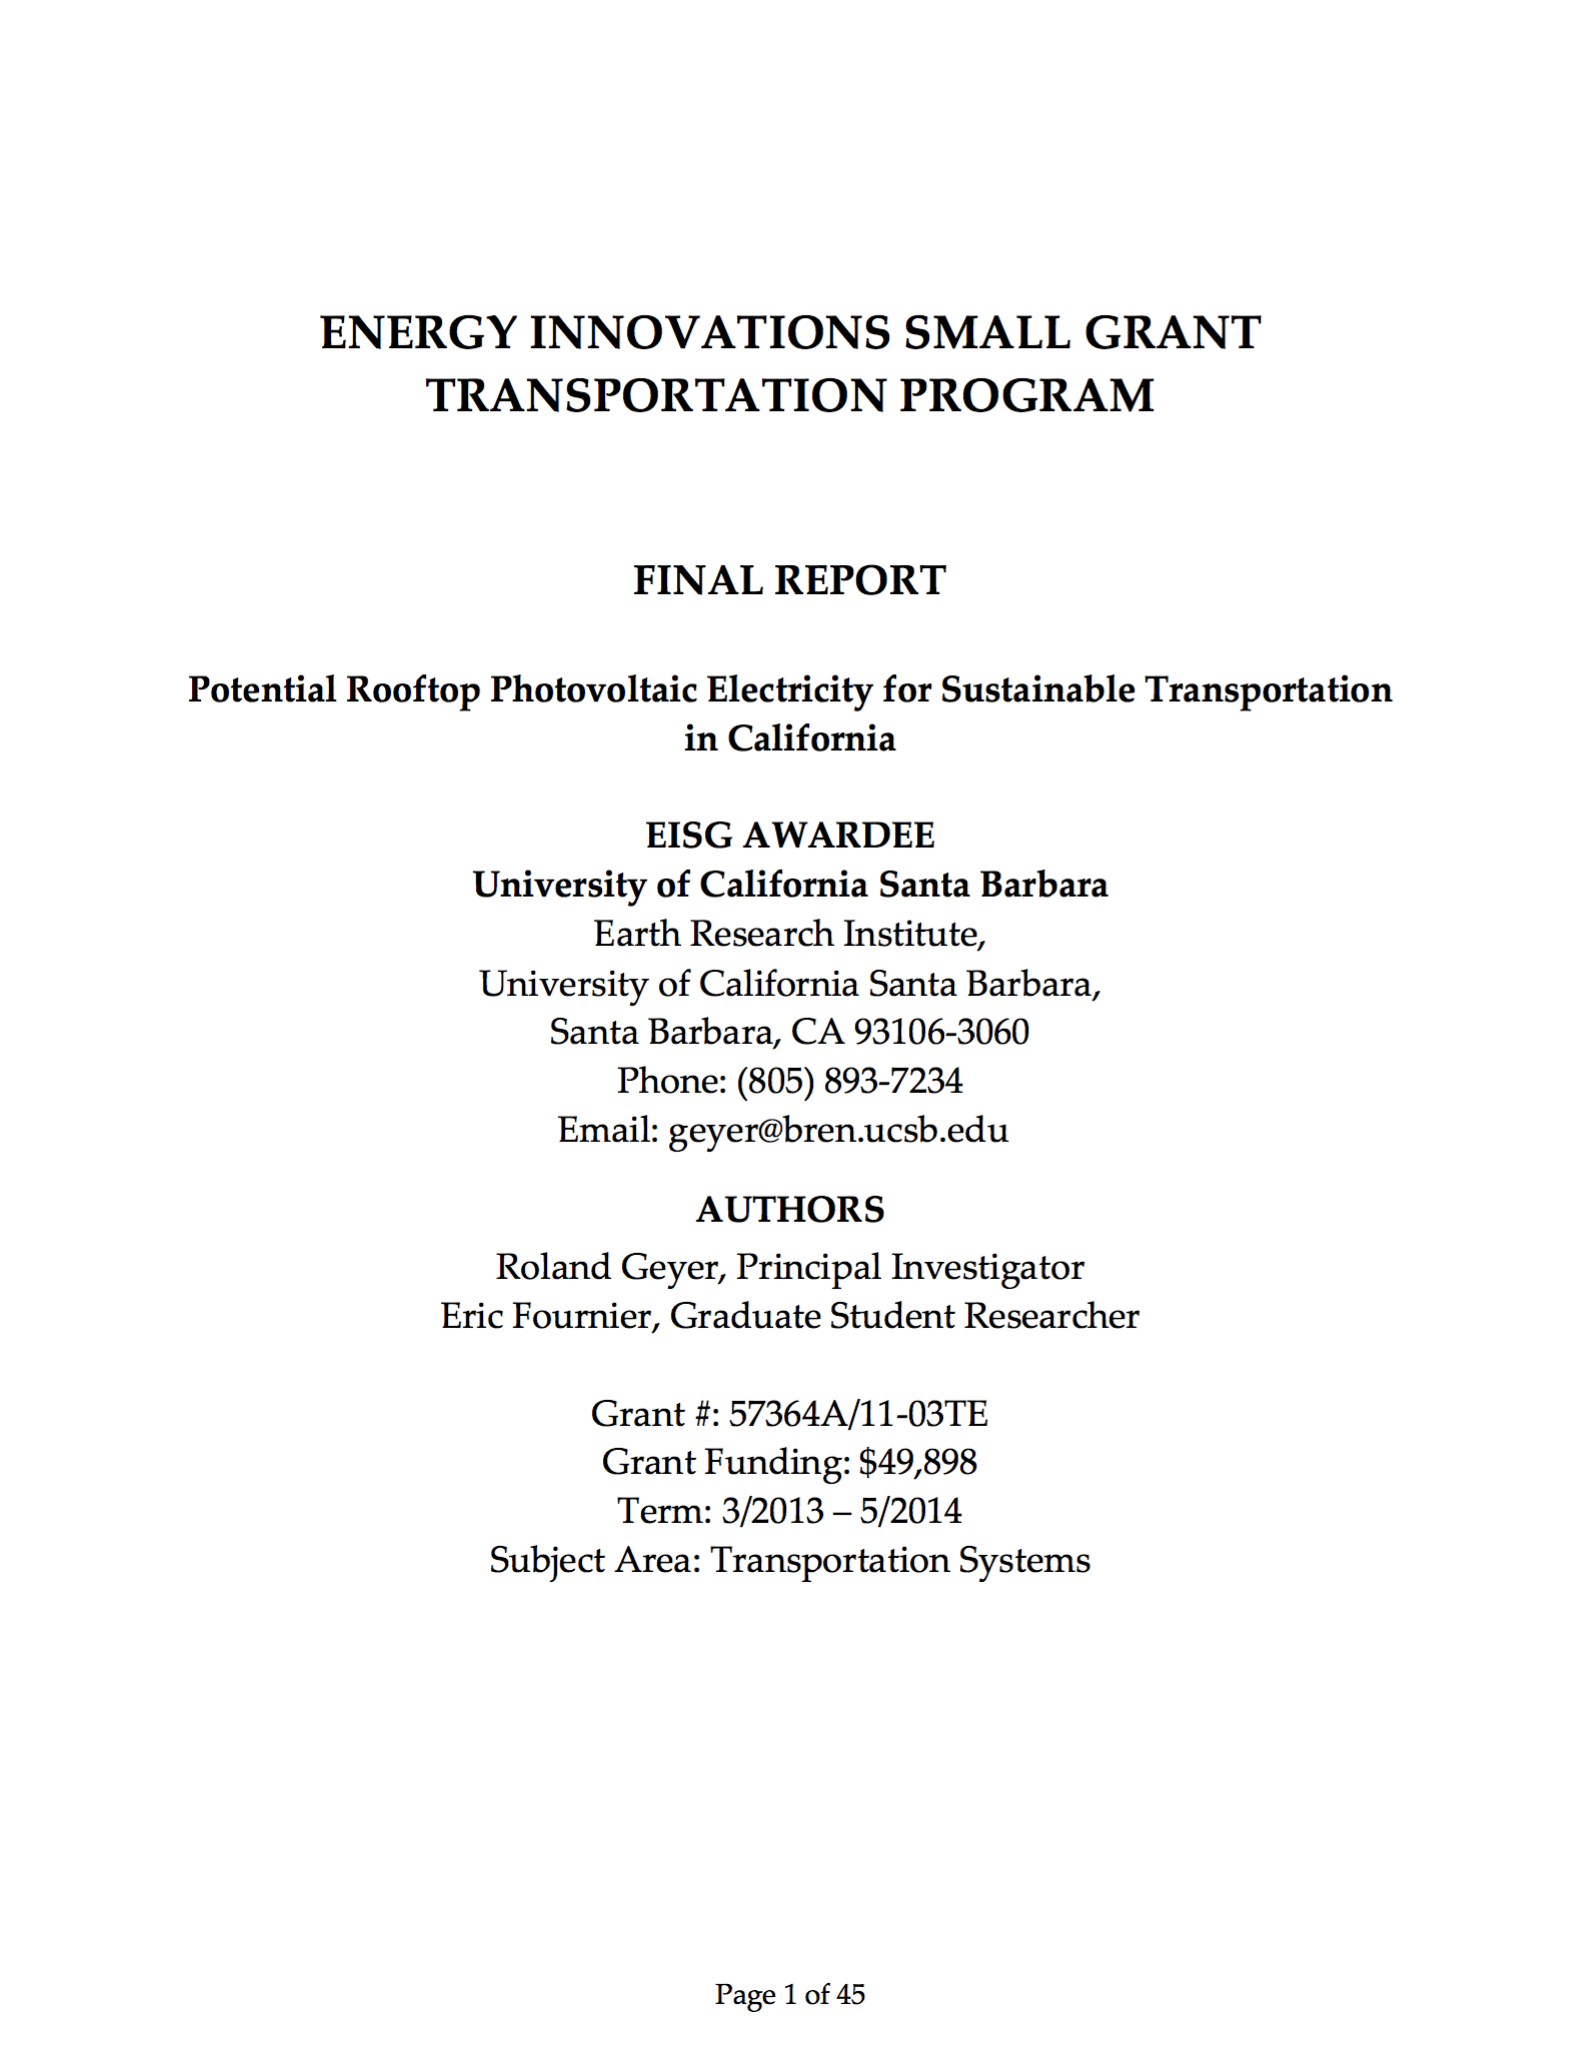 ENERGY INNOVATIONS SMALL GRANT
TRANSPORTATION PROGRAM
FINAL REPORT
Potential Rooftop Photovoltaic Electricity for Sustainable Transportation
in California
EISG AWARDEE
University of California Santa Barbara
Earth Research Institute,
University of California Santa Barbara,
Santa Barbara, CA 93106-3060
Phone: (805) 893-7234
Email: geyer@bren.ucsb.edu
AUTHORS
Roland Geyer, Principal Investigator
Eric Fournier, Graduate Student Researcher
Grant #: 57364A/11-03TE
Grant Funding: $49,898
Term: 3/2013 – 5/2014
Subject Area: Transportation Systems
Page 1 of 45